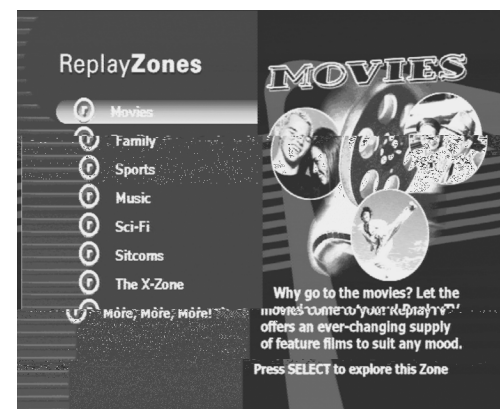 ReplayZones
Movies
Family
Sports
Music
Sci-Fi
Sitcoms
The X-Zone
More, More, More!
MOVIES
Why go to the movies? Let the
movies come to you! ReplayTV
offers an ever-changing supply
of feature films to suit any mood.
Press SELECT to explore this Zone